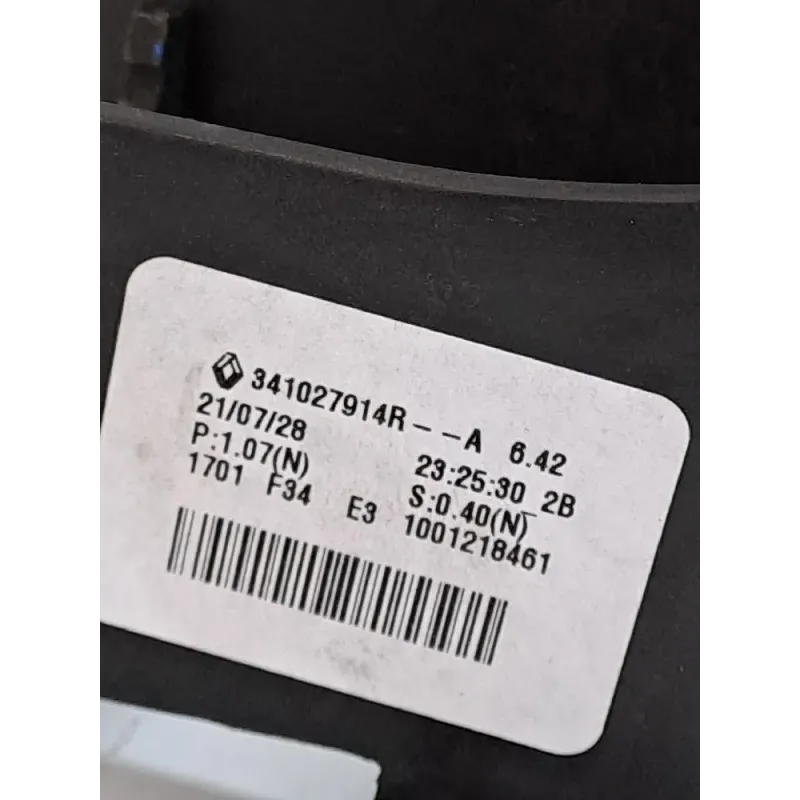 341027914R--A 6.42
21/07/28 23:25:30 2B
P:1.07(N) S:0.40(N)
1701 F34 E3 1001218461